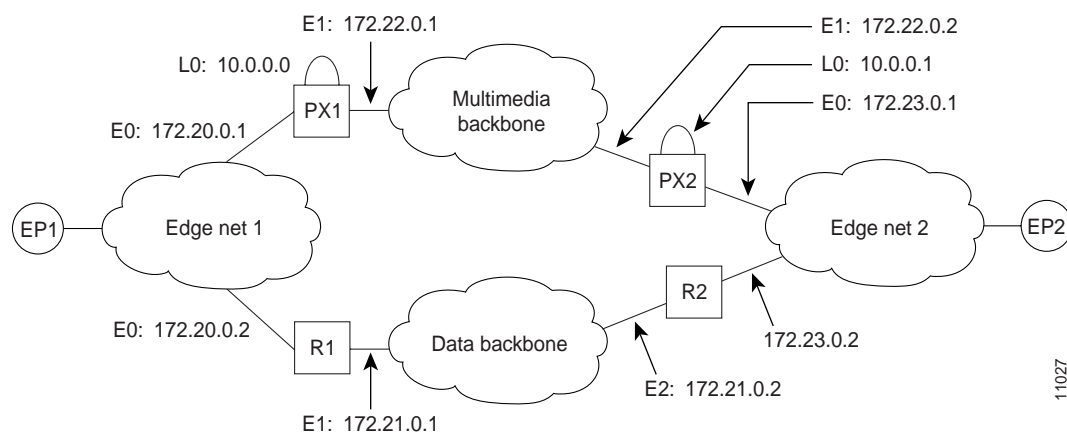 E1: 172.22.0.1
E1: 172.22.0.2
L0: 10.0.0.0
L0: 10.0.0.1
PX1
Multimedia
backbone
E0: 172.23.0.1
E0: 172.20.0.1
PX2
EP1
Edge net 1
Edge net 2
EP2
R2
E0: 172.20.0.2
R1
Data backbone
172.23.0.2
E2: 172.21.0.2
E1: 172.21.0.1
11027